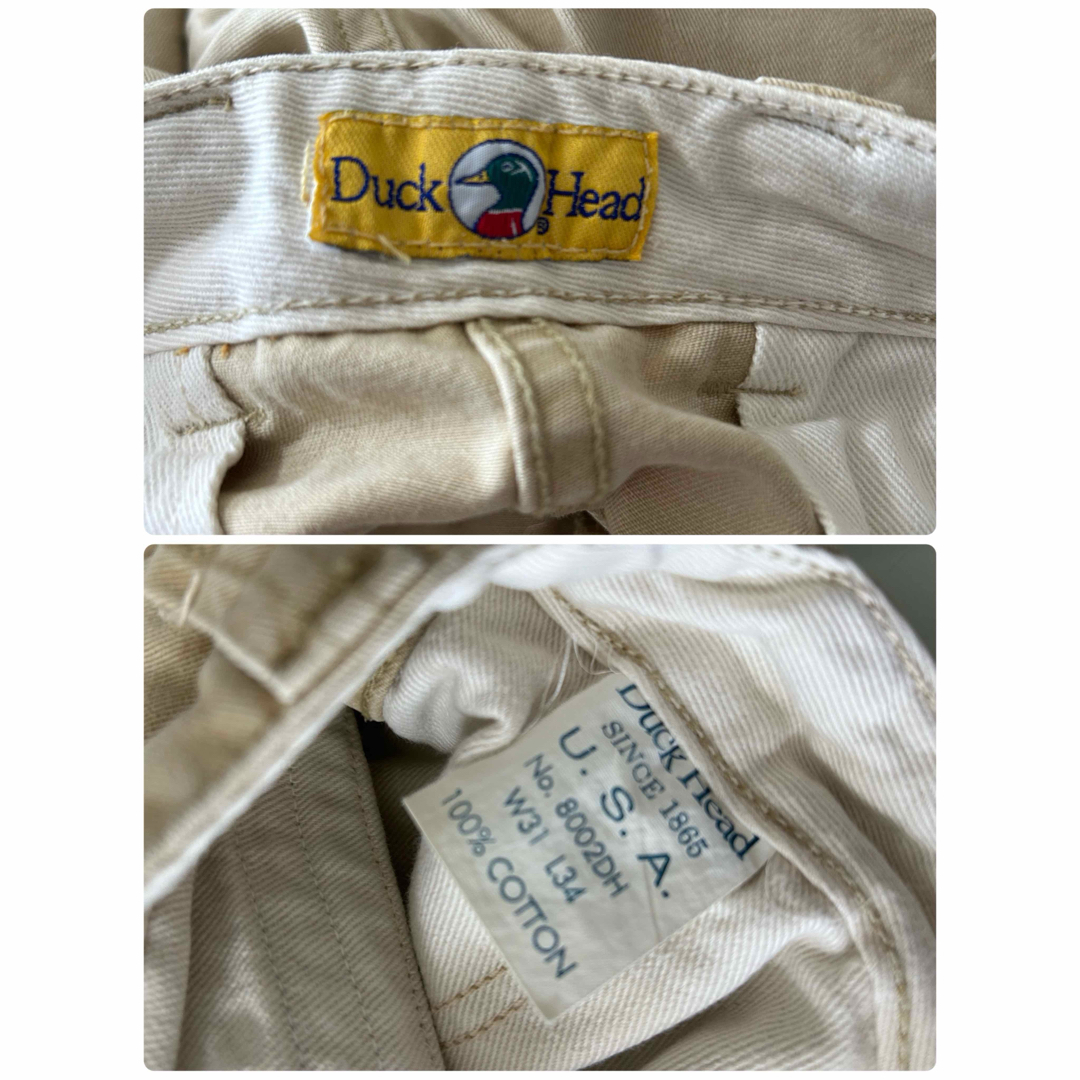 Duck Head
®
Duck Head
SINCE 1865
U. S. A.
No. 8002DH
W31 L34
100% COTTON